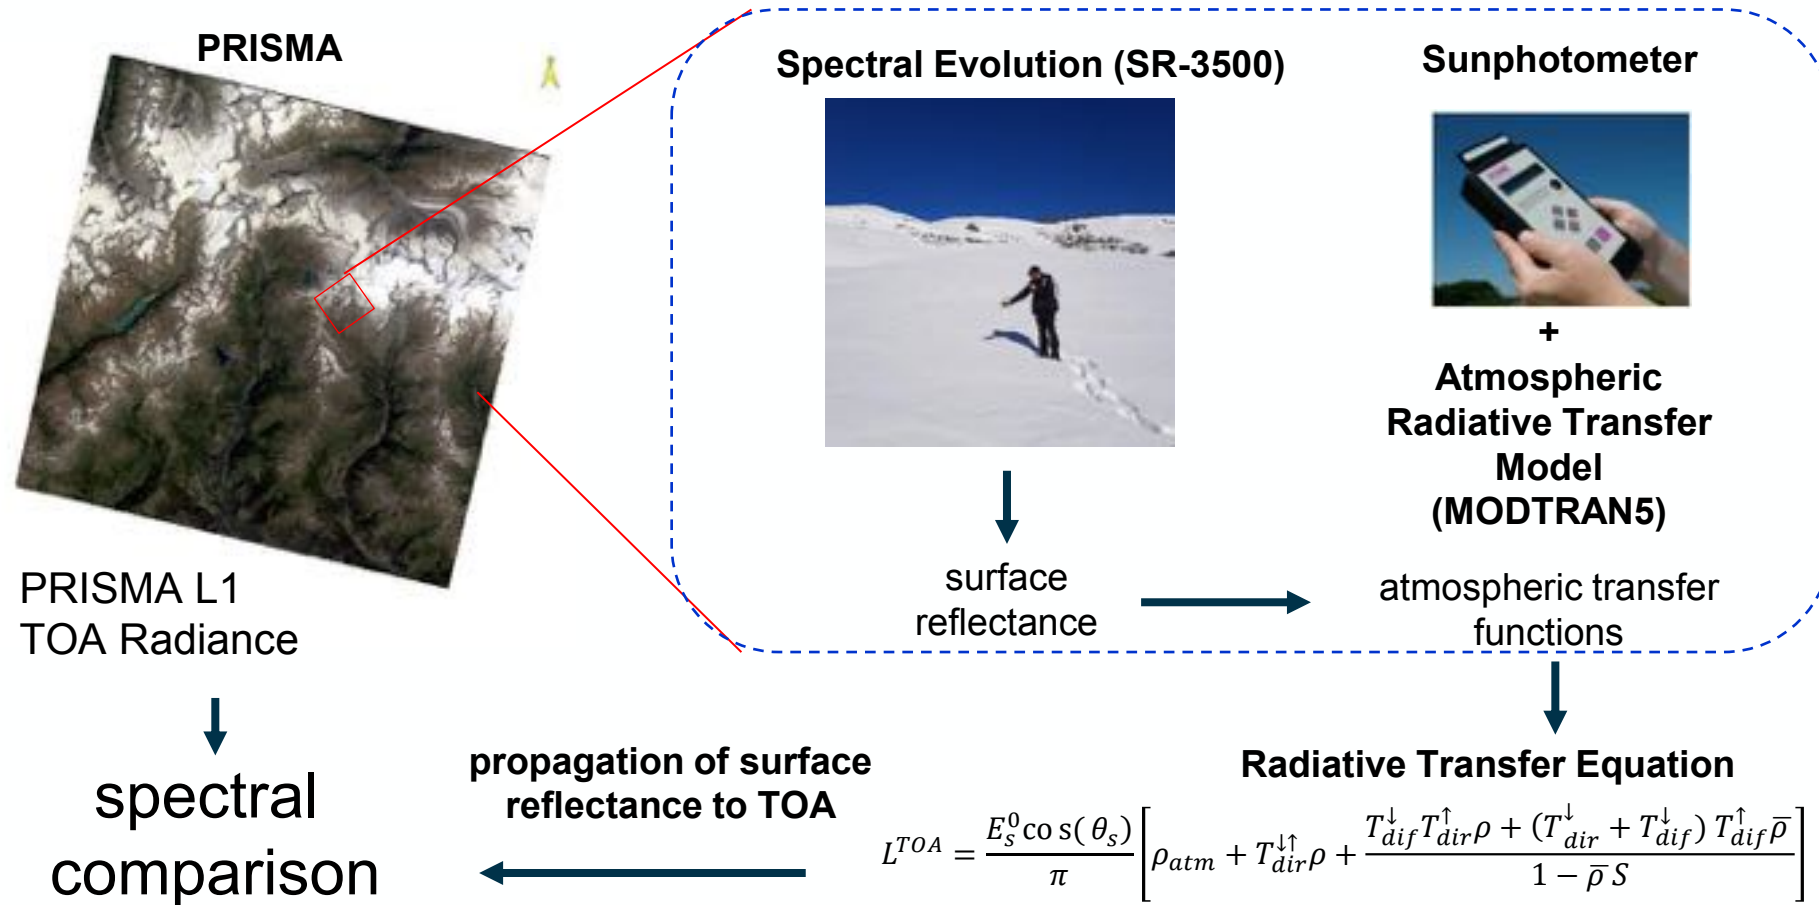 PRISMA
Spectral Evolution (SR-3500)
Sunphotometer
+
Atmospheric
Radiative Transfer
Model
(MODTRAN5)
surface
reflectance
atmospheric transfer
functions
PRISMA L1
TOA Radiance
spectral
comparison
propagation of surface
reflectance to TOA
Radiative Transfer Equation
L^{TOA} = \frac{E_s^0 \cos(\theta_s)}{\pi} \left[ \rho_{atm} + T_{dir}^{\downarrow\uparrow} \rho + \frac{T_{dif}^{\downarrow} T_{dir}^{\uparrow} \rho + (T_{dir}^{\downarrow} + T_{dif}^{\downarrow}) T_{dif}^{\uparrow} \overline{\rho}}{1 - \overline{\rho} S} \right]